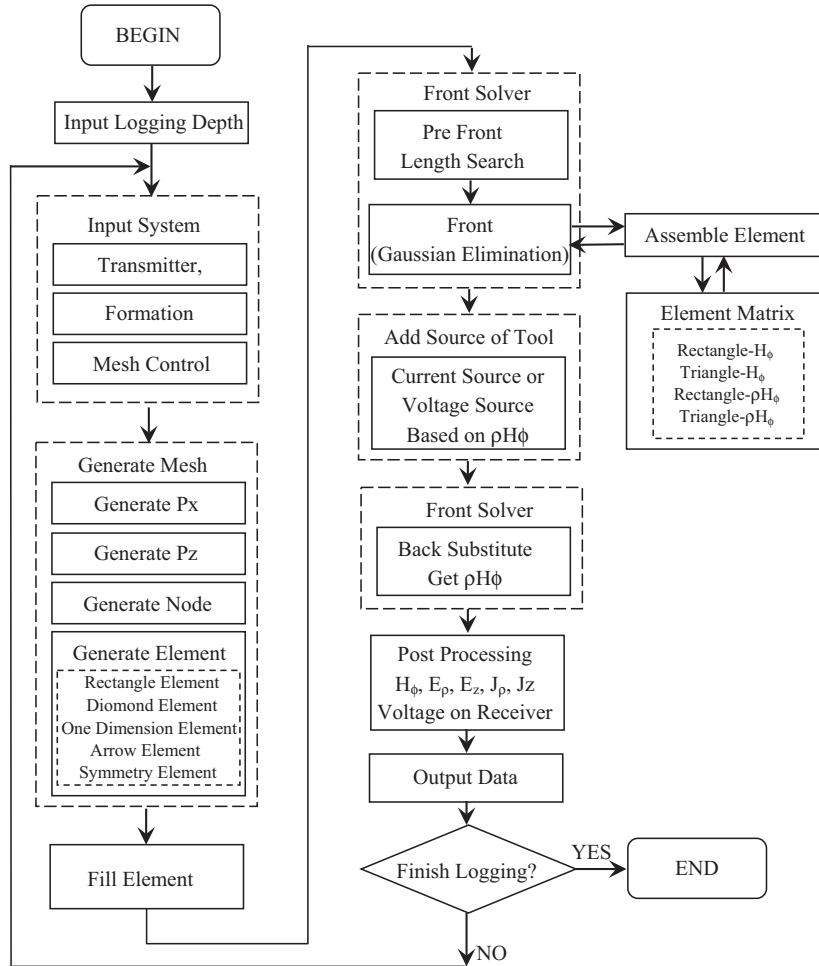 BEGIN
Input Logging Depth
Input System
Transmitter,
Formation
Mesh Control
Generate Mesh
Generate Px
Generate Pz
Generate Node
Generate Element
Rectangle Element
Diomond Element
One Dimension Element
Arrow Element
Symmetry Element
Fill Element
Front Solver
Pre Front
Length Search
Front
(Gaussian Elimination)
Assemble Element
Element Matrix
Rectangle-Hϕ
Triangle-Hϕ
Rectangle-ρHϕ
Triangle-ρHϕ
Add Source of Tool
Current Source or
Voltage Source
Based on ρHϕ
Front Solver
Back Substitute
Get ρHϕ
Post Processing
Hϕ, Eρ, Ez, Jρ, Jz
Voltage on Receiver
Output Data
Finish Logging?
YES
END
NO